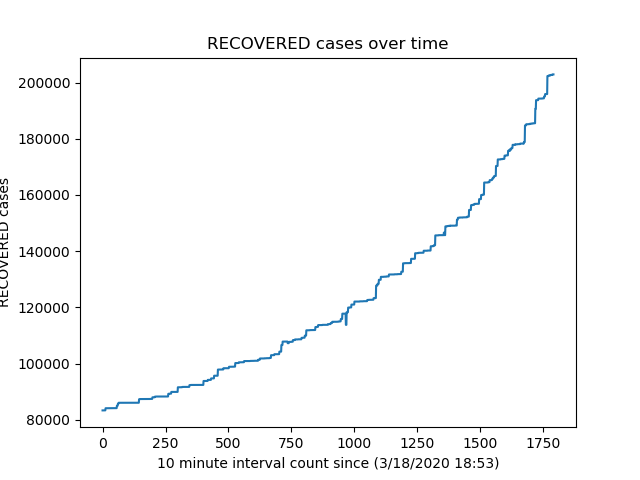 RECOVERED cases over time
RECOVERED cases
200000
180000
160000
140000
120000
100000
80000
0 250 500 750 1000 1250 1500 1750
10 minute interval count since (3/18/2020 18:53)